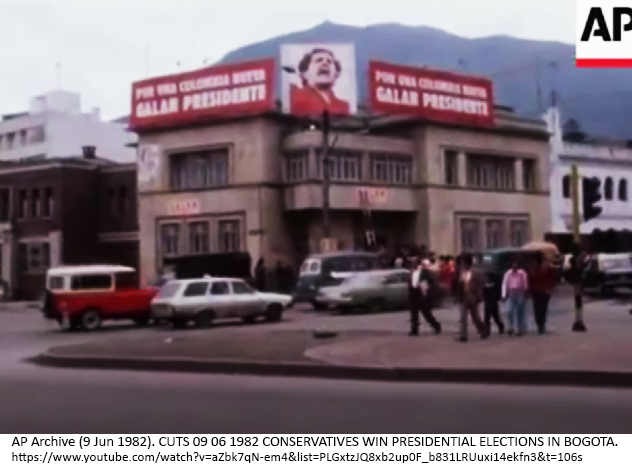 AP
POR UNA COLOMBIA NUEVA
GALAN PRESIDENTE
POR UNA COLOMBIA NUEVA
GALAN PRESIDENTE
GALAN
GALAN
AP Archive (9 Jun 1982). CUTS 09 06 1982 CONSERVATIVES WIN PRESIDENTIAL ELECTIONS IN BOGOTA.
https://www.youtube.com/watch?v=aZbk7qN-em4&list=PLGxtzJQ8xb2up0F_b831LRUuxi14ekfn3&t=106s